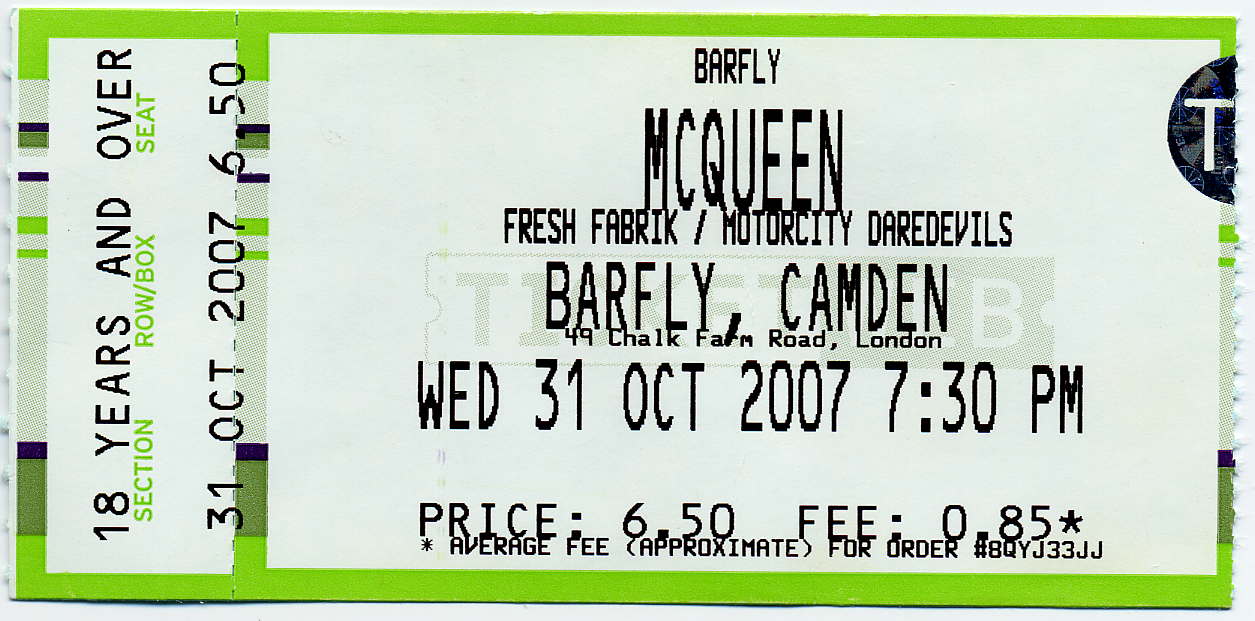 18 YEARS AND OVER
SECTION ROW/BOX SEAT
31 OCT 2007 6.50
BARFLY
MCQUEEN
FRESH FABRIK / MOTORCITY DAREDEVILS
BARFLY, CAMDEN
49 Chalk Farm Road, London
WED 31 OCT 2007 7:30 PM
PRICE: 6.50 FEE: 0.85*
* AVERAGE FEE (APPROXIMATE) FOR ORDER #8QYJ33JJ
T